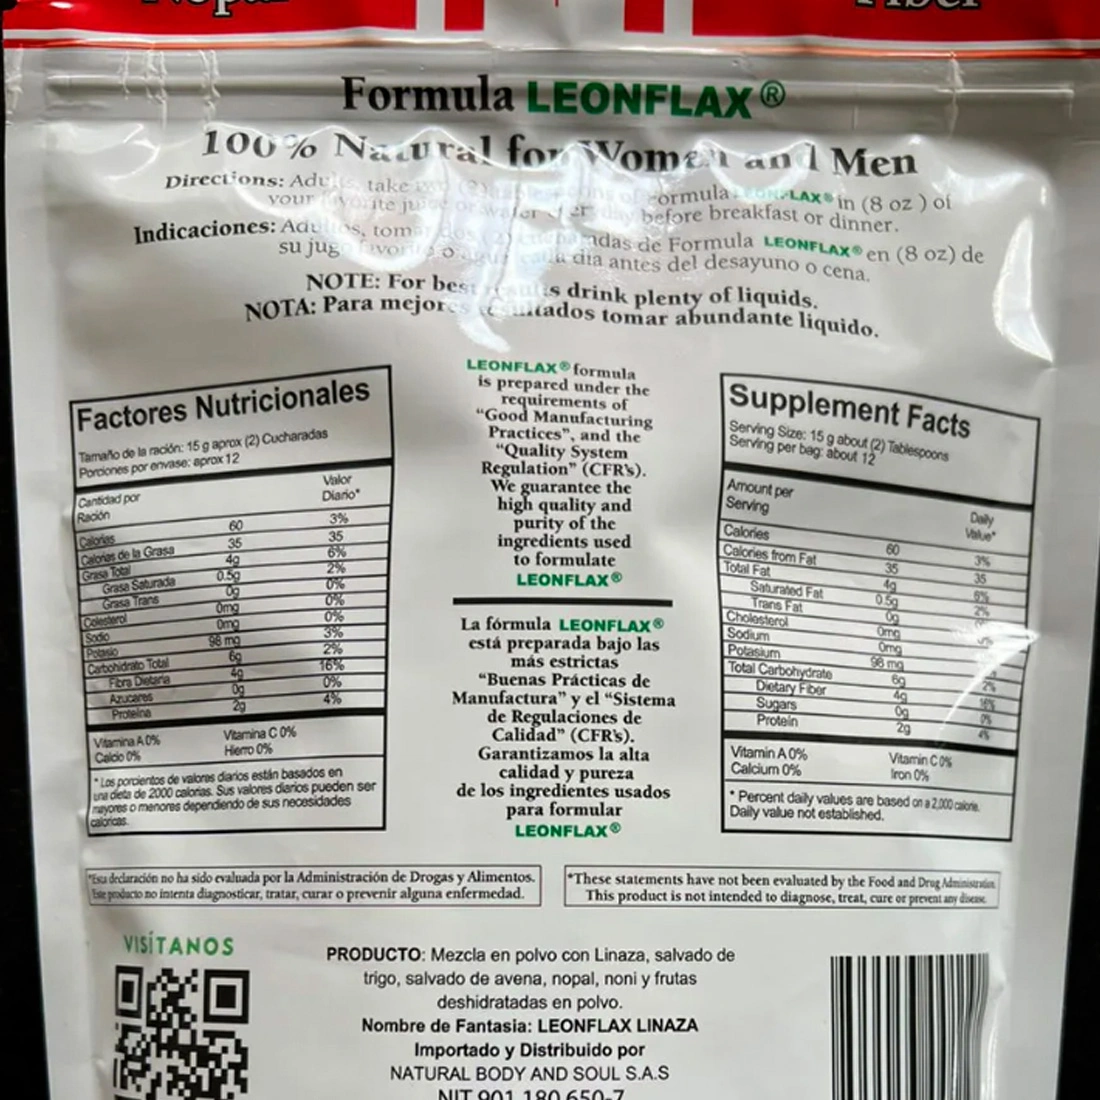 Formula LEONFLAX®
100% Natural for Women and Men
Directions: Adults, take (2) of Formula LEONFLAX® in (8 oz ) of
your favorite juice or water every day before breakfast or dinner.
Indicaciones: Adultos, tomar dos (2) cucharadas de Formula LEONFLAX® en (8 oz) de
su jugo favorito o agua cada dia antes del desayuno o cena.
NOTE: For best results drink plenty of liquids.
NOTA: Para mejores resultados tomar abundante liquido.
Factores Nutricionales
Tamaño de la ración: 15 g aprox (2) Cucharadas
Porciones por envase: aprox 12
Cantidad por Ración Valor Diario*
Calorías 60 3%
Calorias de la Grasa 35 35
Grasa Total 4g 6%
Grasa Saturada 0.5g 2%
Grasa Trans 0g 0%
Colesterol 0mg 0%
Sodio 0mg 0%
Potasio 98 mg 3%
Carbohidrato Total 6g 2%
Fibra Dietaria 4g 16%
Azucares 0g 0%
Proteina 2g 4%
Vitamina A 0% Vitamina C 0%
Calcio 0% Hierro 0%
* Los porcientos de valores diarios están basados en
una dieta de 2000 calorias. Sus valores diarios pueden ser
mayores o menores dependiendo de sus necesidades
caloricas.
LEONFLAX® formula
is prepared under the
requirements of
“Good Manufacturing
Practices”, and the
“Quality System
Regulation” (CFR's).
We guarantee the
high quality and
purity of the
ingredients used
to formulate
LEONFLAX®
La fórmula LEONFLAX®
está preparada bajo las
más estrictas
“Buenas Prácticas de
Manufactura” y el “Sistema
de Regulaciones de
Calidad” (CFR's).
Garantizamos la alta
calidad y pureza
de los ingredientes usados
para formular
LEONFLAX®
Supplement Facts
Serving Size: 15 g about (2) Tablespoons
Serving per bag: about 12
Amount per Serving Daily Value*
Calories 60 3%
Calories from Fat 35 35
Total Fat 4g 6%
Saturated Fat 0.5g 2%
Trans Fat 0g
Cholesterol 0mg
Sodium 0mg
Potasium 98 mg
Total Carbohydrate 6g 2%
Dietary Fiber 4g 16%
Sugars 0g 0%
Protein 2g 4%
Vitamin A 0% Vitamin C 0%
Calcium 0% Iron 0%
* Percent daily values are based on a 2,000 calorie.
Daily value not established.
*Esta declaración no ha sido evaluada por la Administración de Drogas y Alimentos.
Este producto no intenta diagnosticar, tratar, curar o prevenir alguna enfermedad.
*These statements have not been evaluated by the Food and Drug Administration.
This product is not intended to diagnose, treat, cure or prevent any disease.
VISÍTANOS
PRODUCTO: Mezcla en polvo con Linaza, salvado de
trigo, salvado de avena, nopal, noni y frutas
deshidratadas en polvo.
Nombre de Fantasia: LEONFLAX LINAZA
Importado y Distribuido por
NATURAL BODY AND SOUL S.A.S
NIT 901.180.650-7